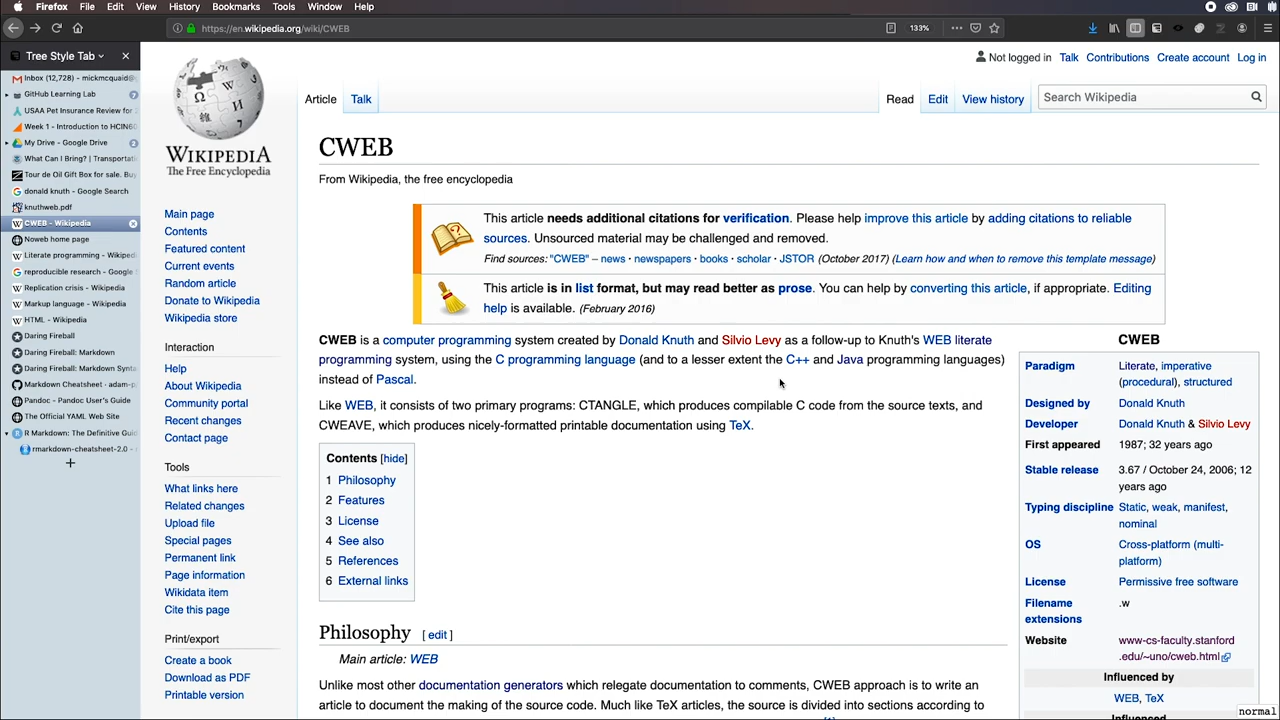 Firefox File Edit View History Bookmarks Tools Window Help
https://en.wikipedia.org/wiki/CWEB
133%
Tree Style Tab
Inbox (12,728) - mickmcquaid@
GitHub Learning Lab
2
USAA Pet Insurance Review for
Week 1 - Introduction to HCIN6
My Drive - Google Drive
2
What Can I Bring? | Transportati
Tour de Oil Gift Box for sale. Buy
donald knuth - Google Search
knuthweb.pdf
CWEB - Wikipedia
Noweb home page
Literate programming - Wikiped
reproducible research - Google
Replication crisis - Wikipedia
Markup language - Wikipedia
HTML - Wikipedia
Daring Fireball
Daring Fireball: Markdown
Daring Fireball: Markdown Synta
Markdown Cheatsheet · adam-p
Pandoc - Pandoc User's Guide
The Official YAML Web Site
R Markdown: The Definitive Guid
rmarkdown-cheatsheet-2.0 -
WIKIPEDIA
The Free Encyclopedia
Main page
Contents
Featured content
Current events
Random article
Donate to Wikipedia
Wikipedia store
Interaction
Help
About Wikipedia
Community portal
Recent changes
Contact page
Tools
What links here
Related changes
Upload file
Special pages
Permanent link
Page information
Wikidata item
Cite this page
Print/export
Create a book
Download as PDF
Printable version
Not logged in Talk Contributions Create account Log in
Article Talk
Read Edit View history
Search Wikipedia
CWEB
From Wikipedia, the free encyclopedia
This article needs additional citations for verification. Please help improve this article by adding citations to reliable
sources. Unsourced material may be challenged and removed.
Find sources: "CWEB" – news · newspapers · books · scholar · JSTOR (October 2017) (Learn how and when to remove this template message)
This article is in list format, but may read better as prose. You can help by converting this article, if appropriate. Editing
help is available. (February 2016)
CWEB is a computer programming system created by Donald Knuth and Silvio Levy as a follow-up to Knuth's WEB literate
programming system, using the C programming language (and to a lesser extent the C++ and Java programming languages)
instead of Pascal.
Like WEB, it consists of two primary programs: CTANGLE, which produces compilable C code from the source texts, and
CWEAVE, which produces nicely-formatted printable documentation using TeX.
Contents [hide]
1 Philosophy
2 Features
3 License
4 See also
5 References
6 External links
Philosophy [ edit ]
Main article: WEB
Unlike most other documentation generators which relegate documentation to comments, CWEB approach is to write an
article to document the making of the source code. Much like TeX articles, the source is divided into sections according to
CWEB
Paradigm Literate, imperative
(procedural), structured
Designed by Donald Knuth
Developer Donald Knuth & Silvio Levy
First appeared 1987; 32 years ago
Stable release 3.67 / October 24, 2006; 12
years ago
Typing discipline Static, weak, manifest,
nominal
OS Cross-platform (multi-
platform)
License Permissive free software
Filename .w
extensions
Website www-cs-faculty.stanford
.edu/~uno/cweb.html
Influenced by
WEB, TeX
Influenced
normal